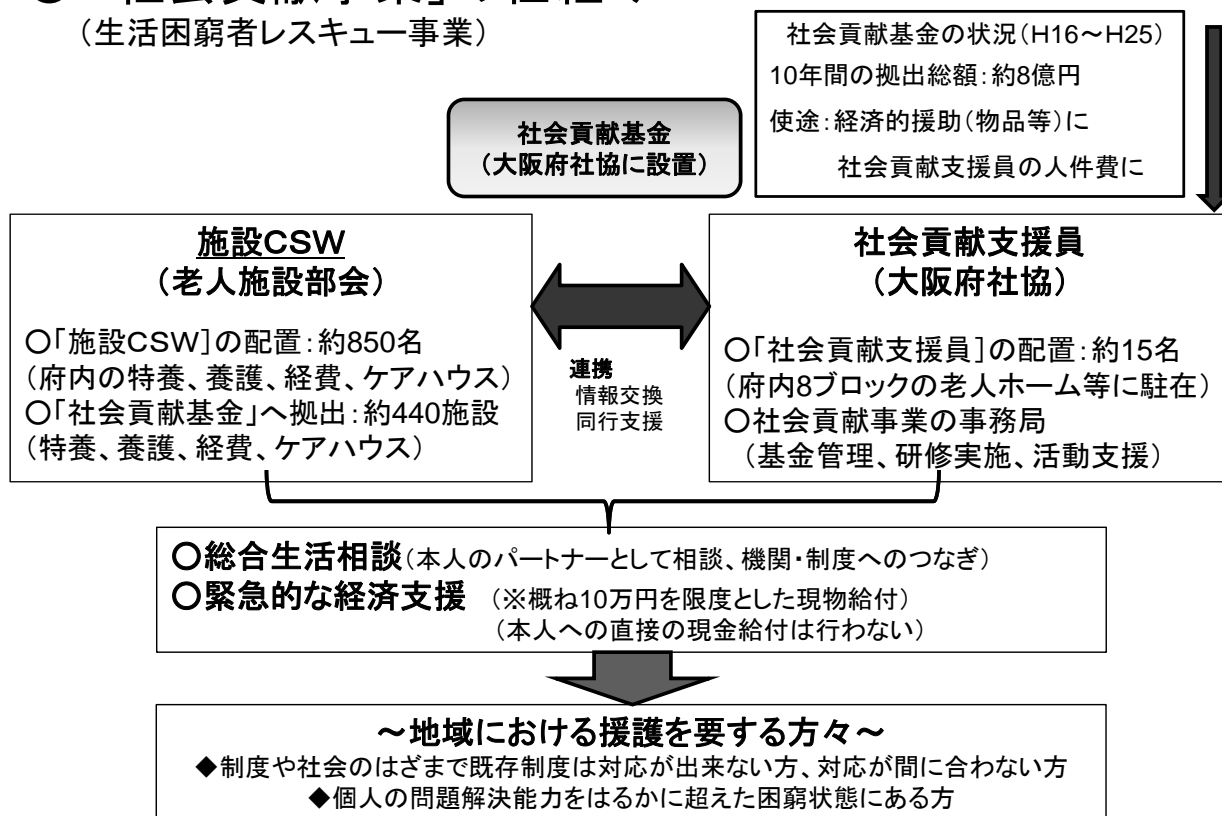 社会貢献事業」の仕組み
（生活困窮者レスキュー事業）
社会貢献基金の状況（H16～H25）
10年間の拠出総額：約8億円
使途：経済的援助（物品等）に
社会貢献支援員の人件費に
社会貢献基金
（大阪府社協に設置）
施設ＣＳＷ
（老人施設部会）
○「施設ＣＳＷ］の配置：約850名
（府内の特養、養護、経費、ケアハウス）
○「社会貢献基金」へ拠出：約440施設
（特養、養護、経費、ケアハウス）
連携
情報交換
同行支援
社会貢献支援員
（大阪府社協）
○「社会貢献支援員］の配置：約15名
（府内8ブロックの老人ホーム等に駐在）
○社会貢献事業の事務局
（基金管理、研修実施、活動支援）
○総合生活相談（本人のパートナーとして相談、機関・制度へのつなぎ）
○緊急的な経済支援 （※概ね10万円を限度とした現物給付）
（本人への直接の現金給付は行わない）
～地域における援護を要する方々～
◆制度や社会のはざまで既存制度は対応が出来ない方、対応が間に合わない方
◆個人の問題解決能力をはるかに超えた困窮状態にある方